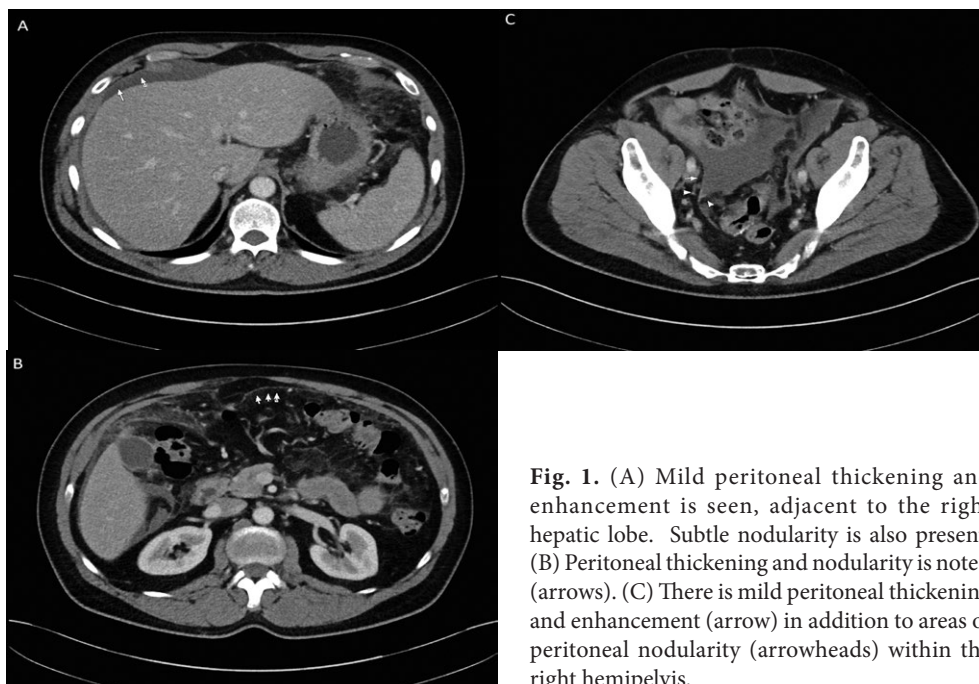 A
C
B
Fig. 1. (A) Mild peritoneal thickening an
enhancement is seen, adjacent to the righ
hepatic lobe. Subtle nodularity is also presen
(B) Peritoneal thickening and nodularity is note
(arrows). (C) There is mild peritoneal thickenin
and enhancement (arrow) in addition to areas o
peritoneal nodularity (arrowheads) within th
right hemipelvis.